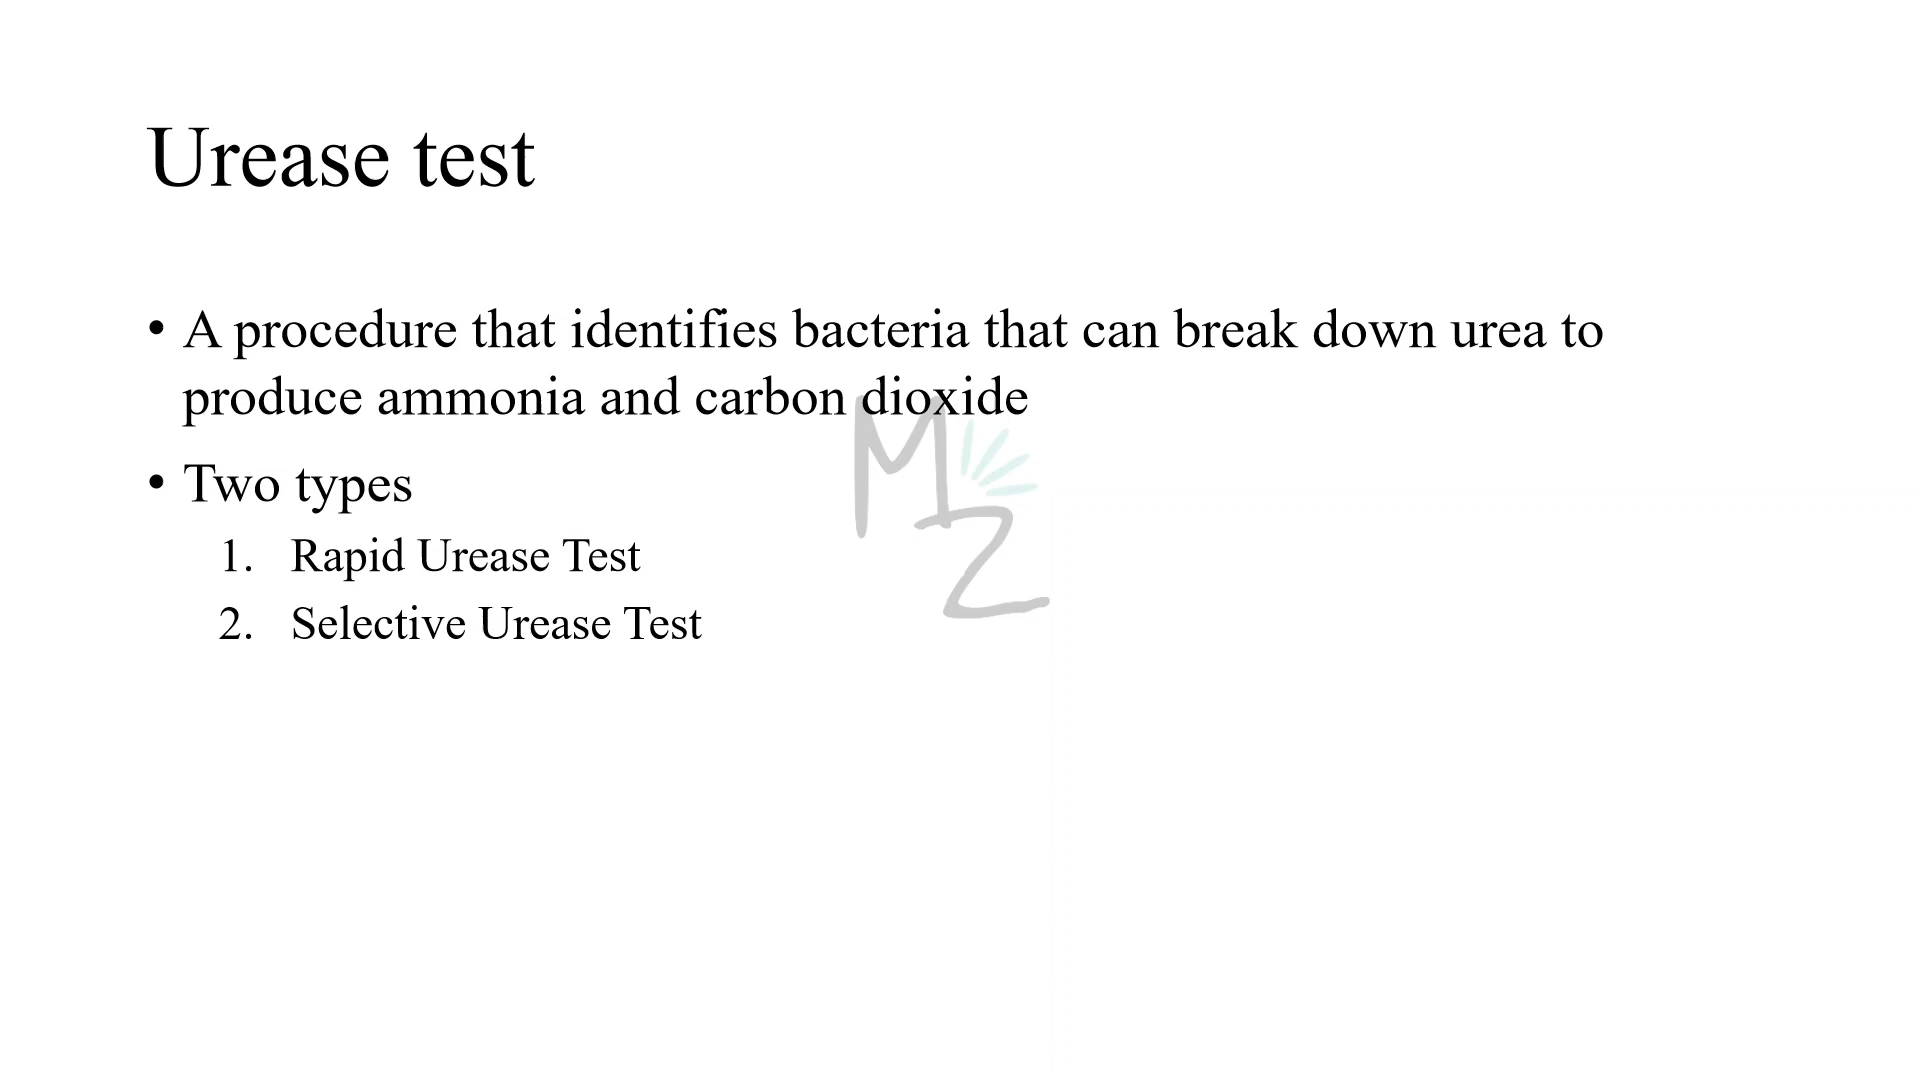 Urease test
• A procedure that identifies bacteria that can break down urea to
produce ammonia and carbon dioxide
• Two types
1. Rapid Urease Test
2. Selective Urease Test
MZ